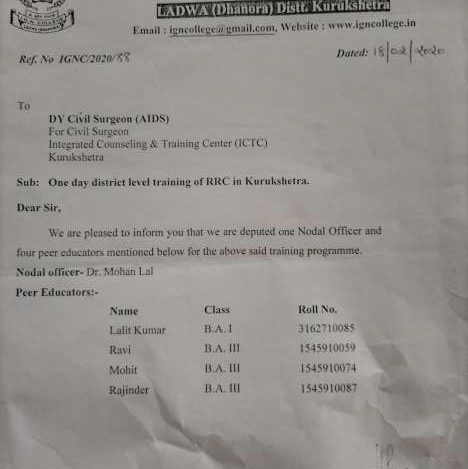 LADWA (Dhanora) Distt. Kurukshetra
Email : igncollege@gmail.com, Website : www.igncollege.in
Ref. No IGNC/2020/88 Dated: 18/02/2020
To
DY Civil Surgeon (AIDS)
For Civil Surgeon
Integrated Counseling & Training Center (ICTC)
Kurukshetra
Sub: One day district level training of RRC in Kurukshetra.
Dear Sir,
We are pleased to inform you that we are deputed one Nodal Officer and
four peer educators mentioned below for the above said training programme.
Nodal officer- Dr. Mohan Lal
Peer Educators:-
Name Class Roll No.
Lalit Kumar B.A. I 3162710085
Ravi B.A. III 1545910059
Mohit B.A. III 1545910074
Rajinder B.A. III 1545910087